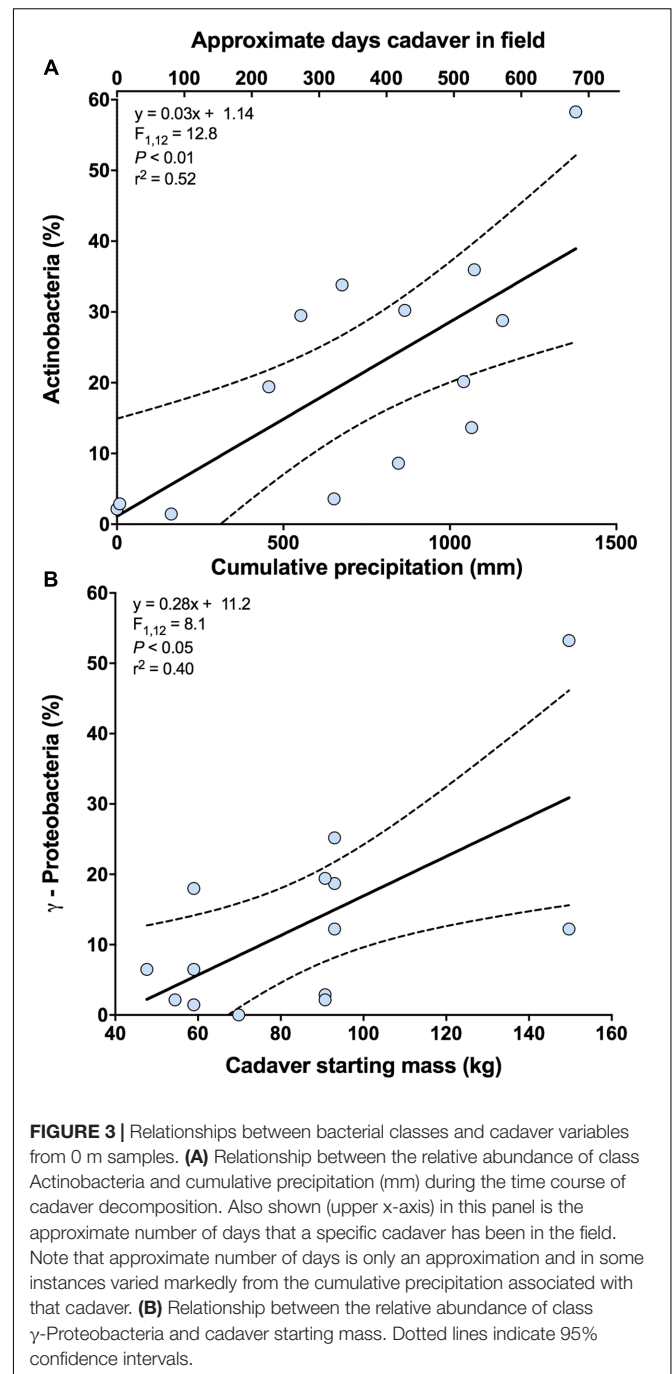 Approximate days cadaver in field
A
0 100 200 300 400 500 600 700
60
50
40
30
20
10
0
y = 0.03x + 1.14
F1,12 = 12.8
P < 0.01
r2 = 0.52
Actinobacteria (%)
0 500 1000 1500
Cumulative precipitation (mm)
B
60
50
40
30
20
10
0
y = 0.28x + 11.2
F1,12 = 8.1
P < 0.05
r2 = 0.40
γ - Proteobacteria (%)
40 60 80 100 120 140 160
Cadaver starting mass (kg)
FIGURE 3 | Relationships between bacterial classes and cadaver variables
from 0 m samples. (A) Relationship between the relative abundance of class
Actinobacteria and cumulative precipitation (mm) during the time course of
cadaver decomposition. Also shown (upper x-axis) in this panel is the
approximate number of days that a specific cadaver has been in the field.
Note that approximate number of days is only an approximation and in some
instances varied markedly from the cumulative precipitation associated with
that cadaver. (B) Relationship between the relative abundance of class
γ-Proteobacteria and cadaver starting mass. Dotted lines indicate 95%
confidence intervals.